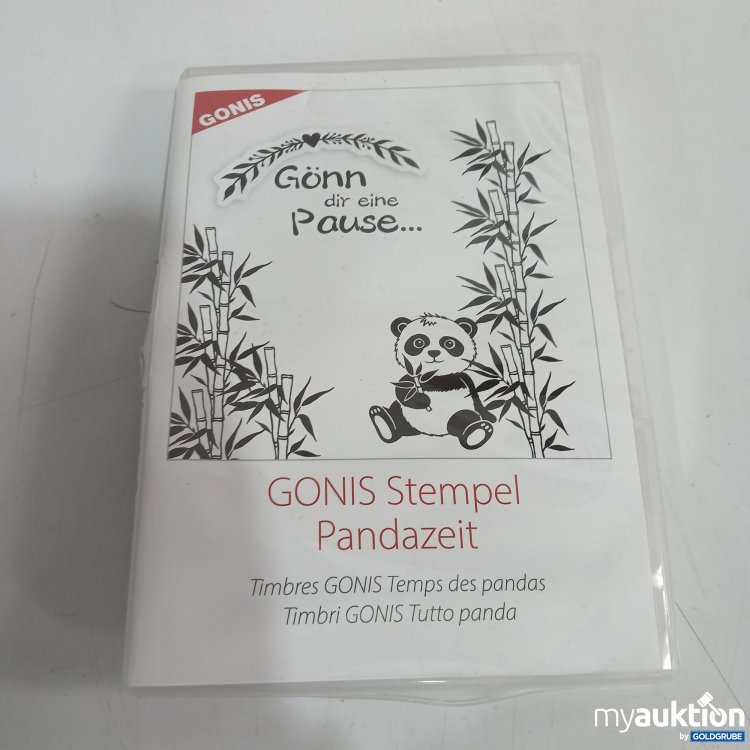 GONIS
Gönn
dir eine
Pause...
GONIS Stempel
Pandazeit
Timbres GONIS Temps des pandas
Timbri GONIS Tutto panda
myauktion
by GOLDGRUBE